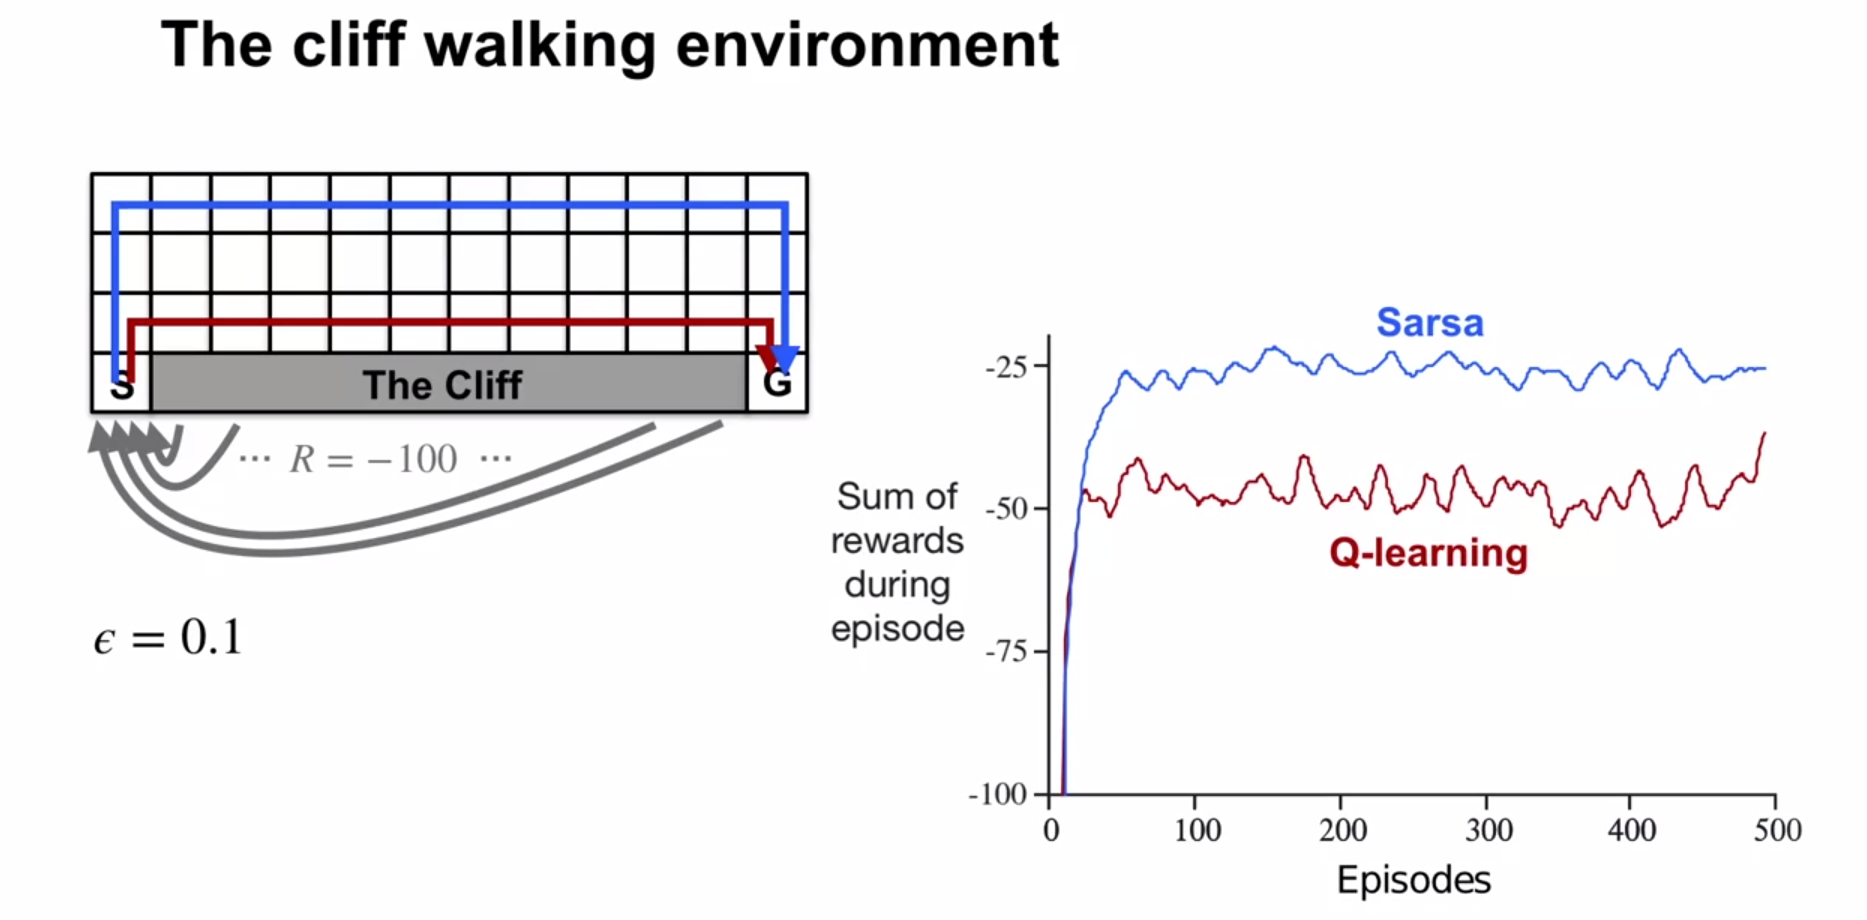 The cliff walking environment
S
The Cliff
G
··· R = −100 ···
ϵ = 0.1
Sarsa
Q-learning
Sum of
rewards
during
episode
-25
-50
-75
-100
0 100 200 300 400 500
Episodes